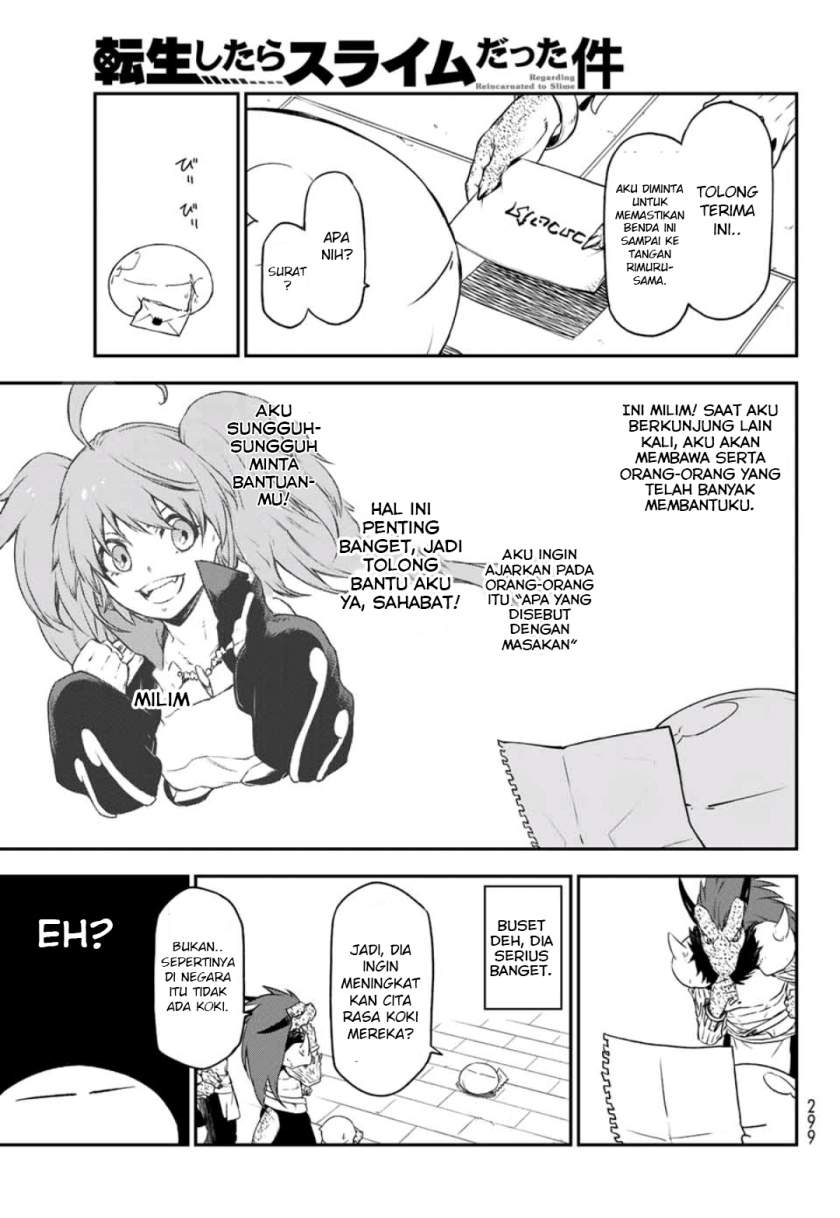 転生したらスライムだった件
Regarding
Reincarnated to Slime
TOLONG
TERIMA
INI..
AKU DIMINTA
UNTUK
MEMASTIKAN
BENDA INI
SAMPAI KE
TANGAN
RIMURU-
SAMA.
APA
NIH?
SURAT
?
びーっ
びーっ
INI MILIM! SAAT AKU
BERKUNJUNG LAIN
KALI, AKU AKAN
MEMBAWA SERTA
ORANG-ORANG YANG
TELAH BANYAK
MEMBANTUKU.
AKU INGIN
AJARKAN PADA
ORANG-ORANG
ITU "APA YANG
DISEBUT
DENGAN
MASAKAN"
HAL INI
PENTING
BANGET, JADI
TOLONG
BANTU AKU
YA, SAHABAT!
AKU
SUNGGUH-
SUNGGUH
MINTA
BANTUAN-
MU!
MILIM
BUSET
DEH, DIA
SERIUS
BANGET.
JADI, DIA
INGIN
MENINGKAT
KAN CITA
RASA KOKI
MEREKA?
BUKAN..
SEPERTINYA
DI NEGARA
ITU TIDAK
ADA KOKI.
EH?
299